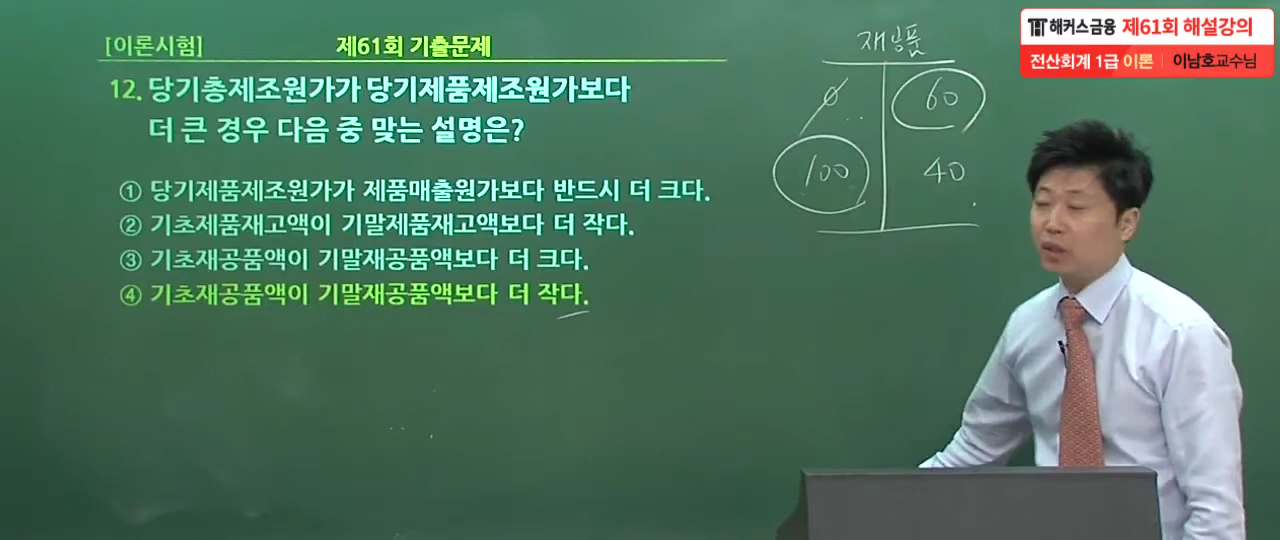 [이론시험] 제61회 기출문제
12. 당기총제조원가가 당기제품제조원가보다
더 큰 경우 다음 중 맞는 설명은?
① 당기제품제조원가가 제품매출원가보다 반드시 더 크다.
② 기초제품재고액이 기말제품재고액보다 더 작다.
③ 기초재공품액이 기말재공품액보다 더 크다.
④ 기초재공품액이 기말재공품액보다 더 작다.
재공품
0 60
100 40
해커스금융 제61회 해설강의
전산회계 1급 이론 | 이남호교수님